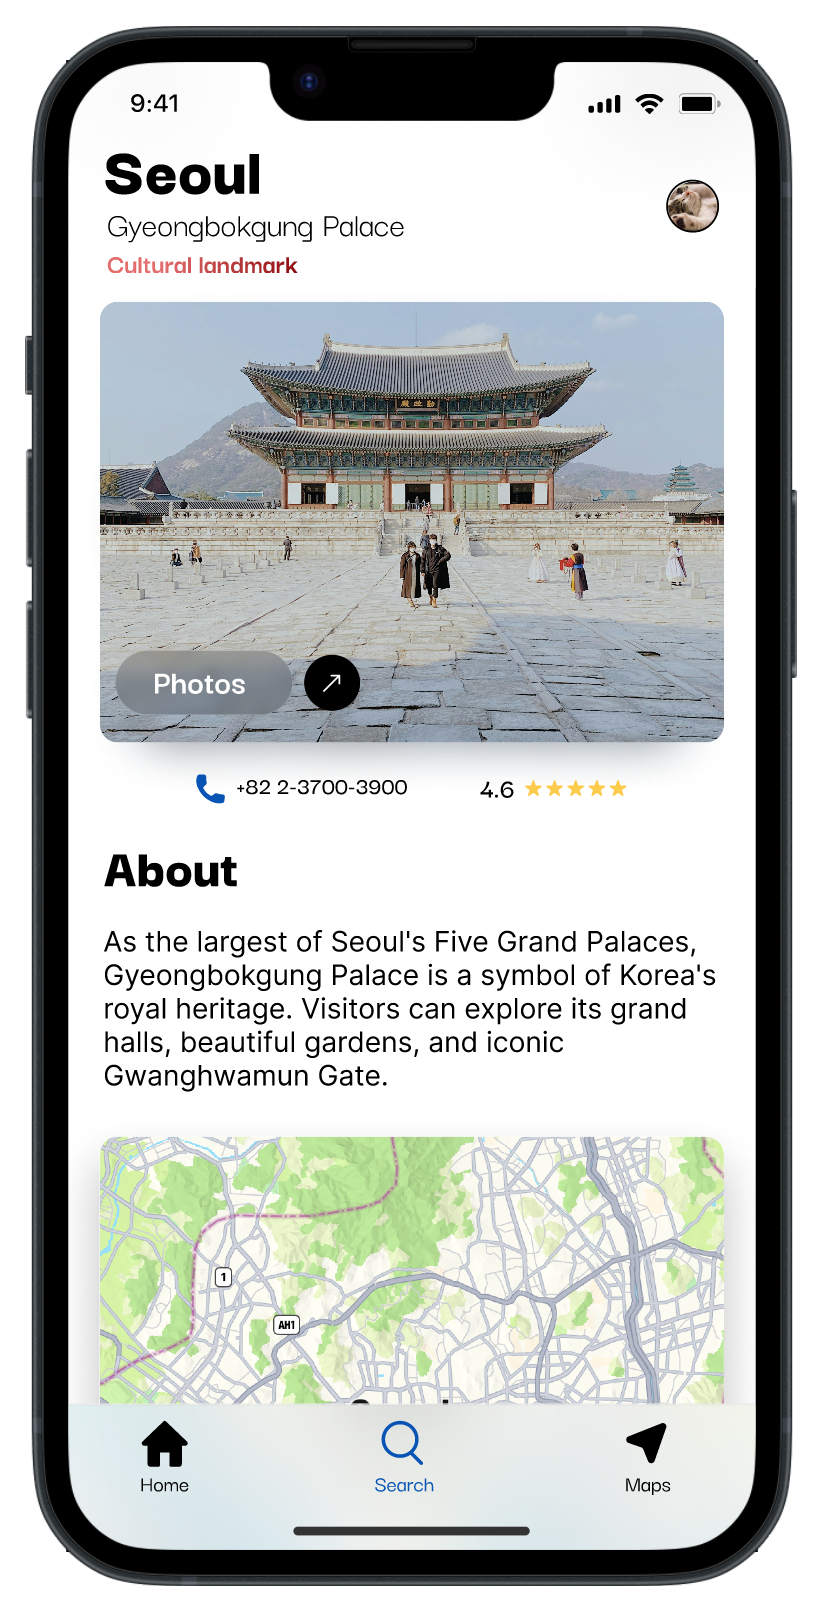 9:41
Seoul
Gyeongbokgung Palace
Cultural landmark
Photos
+82 2-3700-3900
4.6
About
As the largest of Seoul's Five Grand Palaces,
Gyeongbokgung Palace is a symbol of Korea's
royal heritage. Visitors can explore its grand
halls, beautiful gardens, and iconic
Gwanghwamun Gate.
1
AH1
Home
Search
Maps